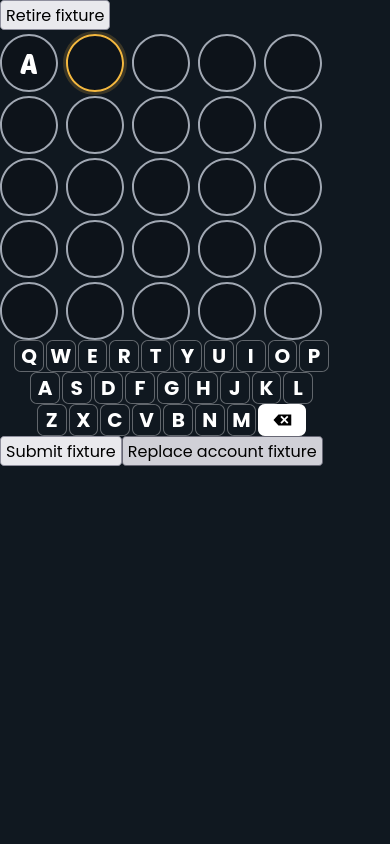 Retire fixture
A
Q W E R T Y U I O P
A S D F G H J K L
Z X C V B N M
Submit fixture Replace account fixture